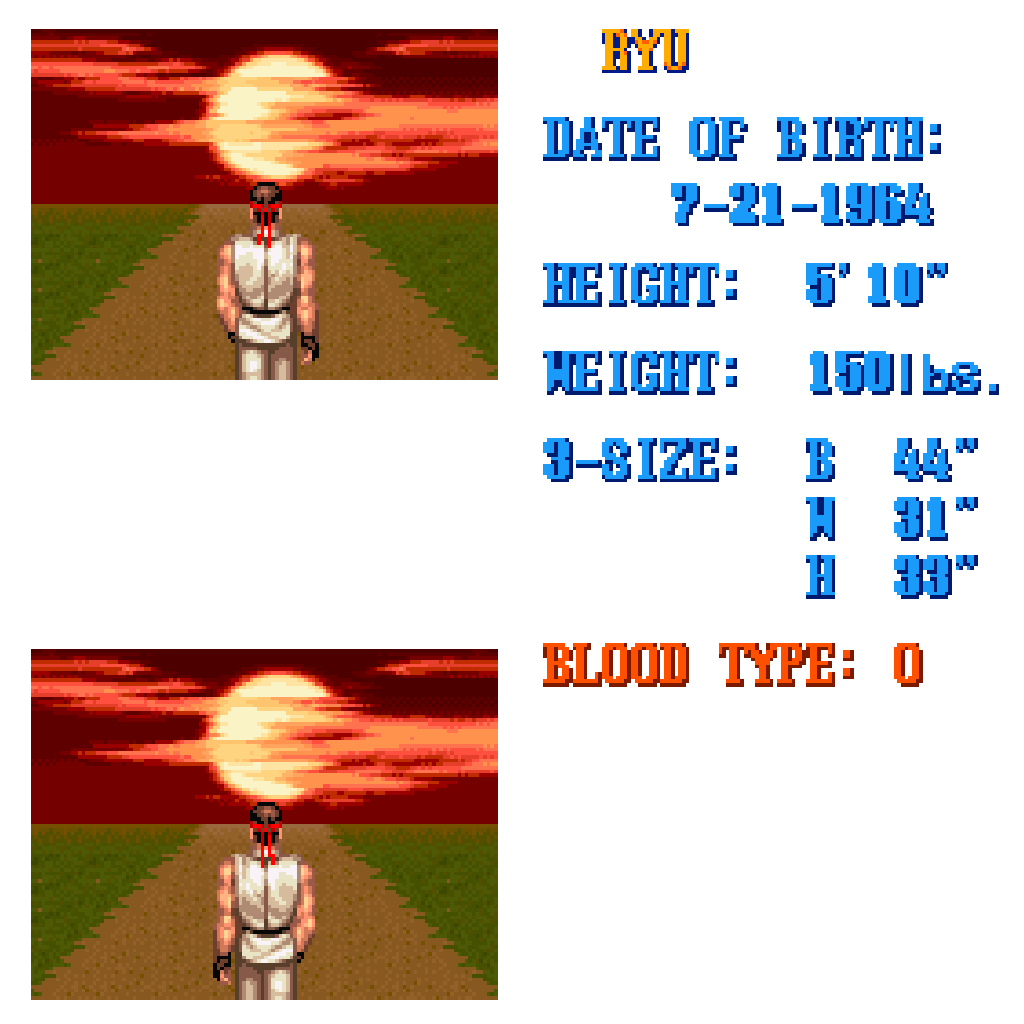 RYU
DATE OF BIRTH:
7-21-1964
HEIGHT: 5'10"
WEIGHT: 150lbs.
3-SIZE: B 44"
W 31"
H 33"
BLOOD TYPE: O